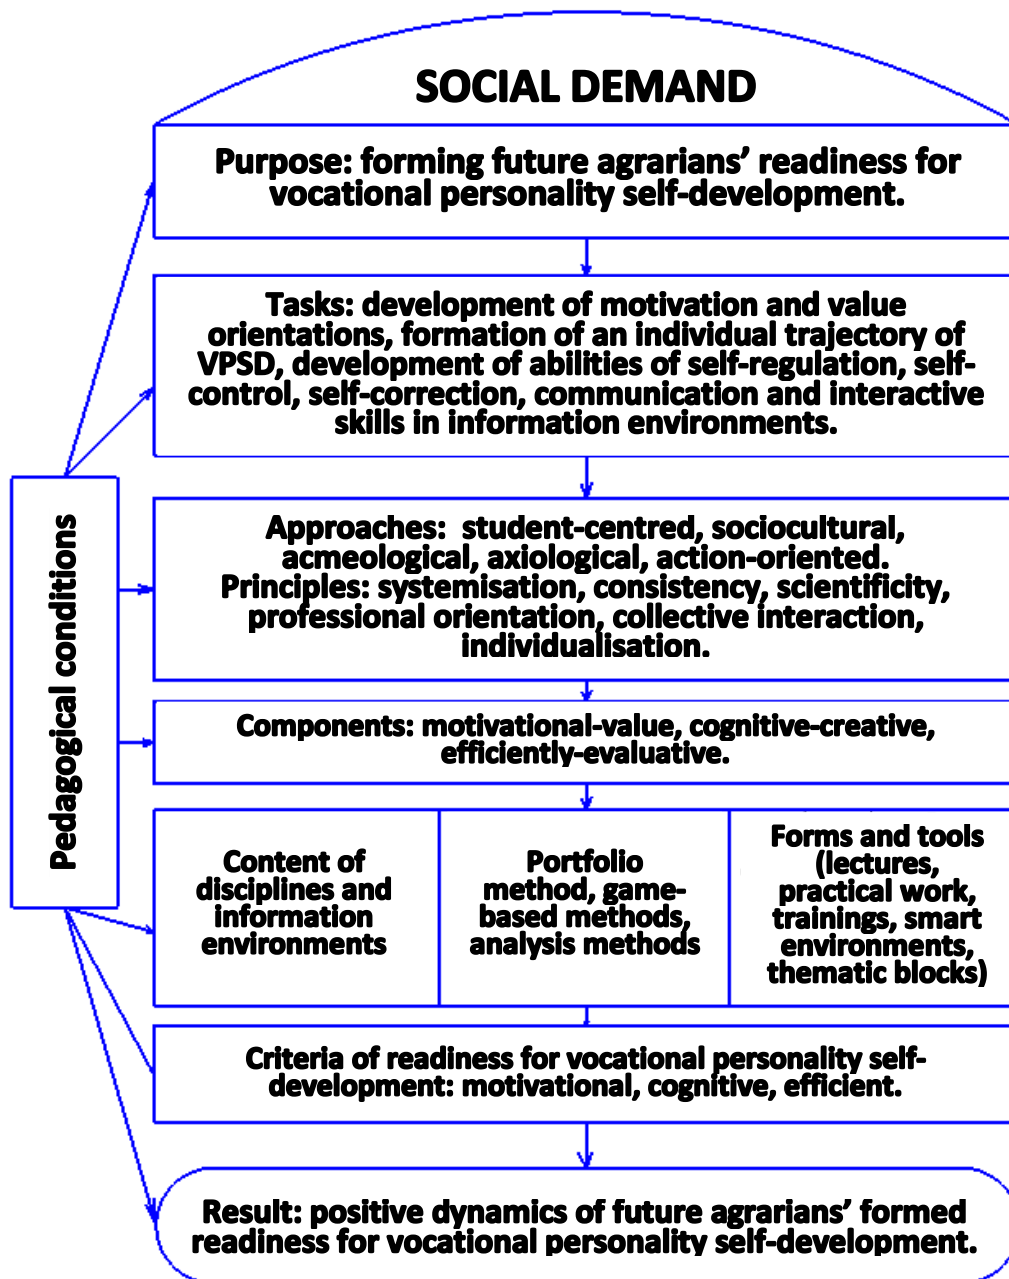 SOCIAL DEMAND
Purpose: forming future agrarians’ readiness for
vocational personality self-development.
Tasks: development of motivation and value
orientations, formation of an individual trajectory of
VPSD, development of abilities of self-regulation, self-
control, self-correction, communication and interactive
skills in information environments.
Approaches: student-centred, sociocultural,
acmeological, axiological, action-oriented.
Principles: systemisation, consistency, scientificity,
professional orientation, collective interaction,
individualisation.
Pedagogical conditions
Components: motivational-value, cognitive-creative,
efficiently-evaluative.
Content of
disciplines and
information
environments
Portfolio
method, game-
based methods,
analysis methods
Forms and tools
(lectures,
practical work,
trainings, smart
environments,
thematic blocks)
Criteria of readiness for vocational personality self-
development: motivational, cognitive, efficient.
Result: positive dynamics of future agrarians’ formed
readiness for vocational personality self-development.